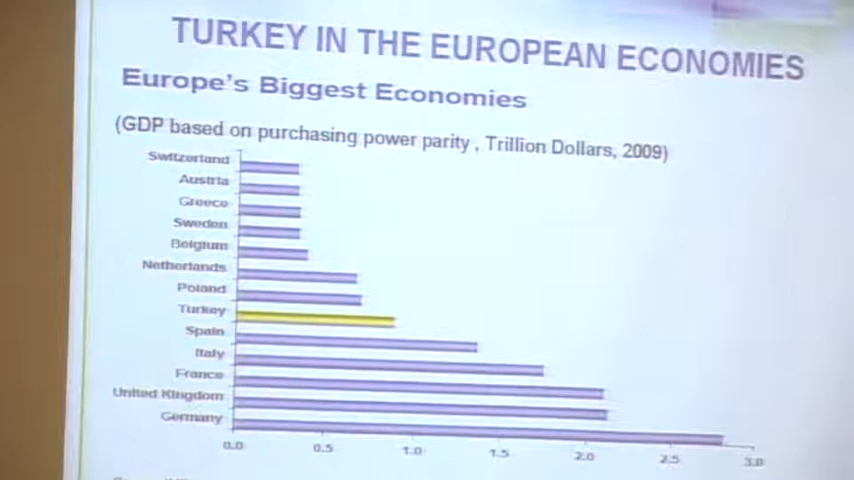 TURKEY IN THE EUROPEAN ECONOMIES
Europe's Biggest Economies
(GDP based on purchasing power parity , Trillion Dollars, 2009)
Switzerland
Austria
Greece
Sweden
Belgium
Netherlands
Poland
Turkey
Spain
Italy
France
United Kingdom
Germany
0.0 0.5 1.0 1.5 2.0 2.5 3.0